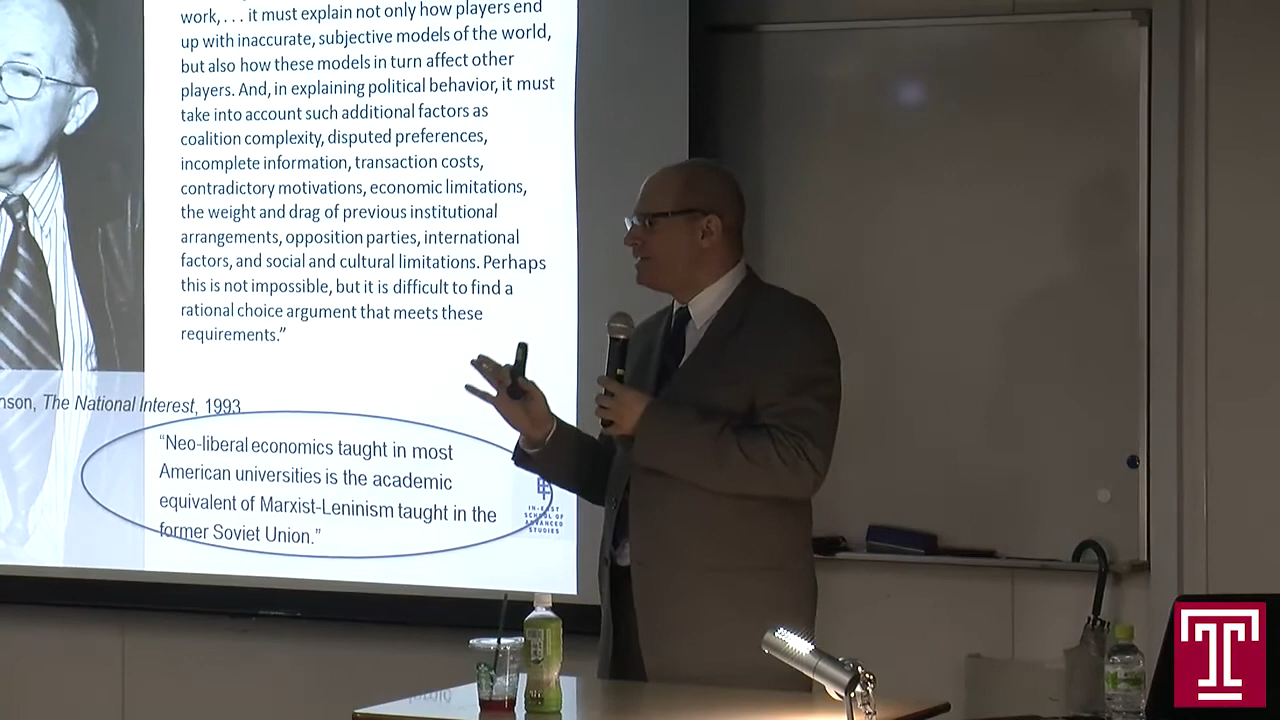 work, . . . it must explain not only how players end
up with inaccurate, subjective models of the world,
but also how these models in turn affect other
players. And, in explaining political behavior, it must
take into account such additional factors as
coalition complexity, disputed preferences,
incomplete information, transaction costs,
contradictory motivations, economic limitations,
the weight and drag of previous institutional
arrangements, opposition parties, international
factors, and social and cultural limitations. Perhaps
this is not impossible, but it is difficult to find a
rational choice argument that meets these
requirements.”
nson, The National Interest, 1993
“Neo-liberal economics taught in most
American universities is the academic
equivalent of Marxist-Leninism taught in the
former Soviet Union.”
IN-EAST
SCHOOL OF
ADVANCED
STUDIES
T